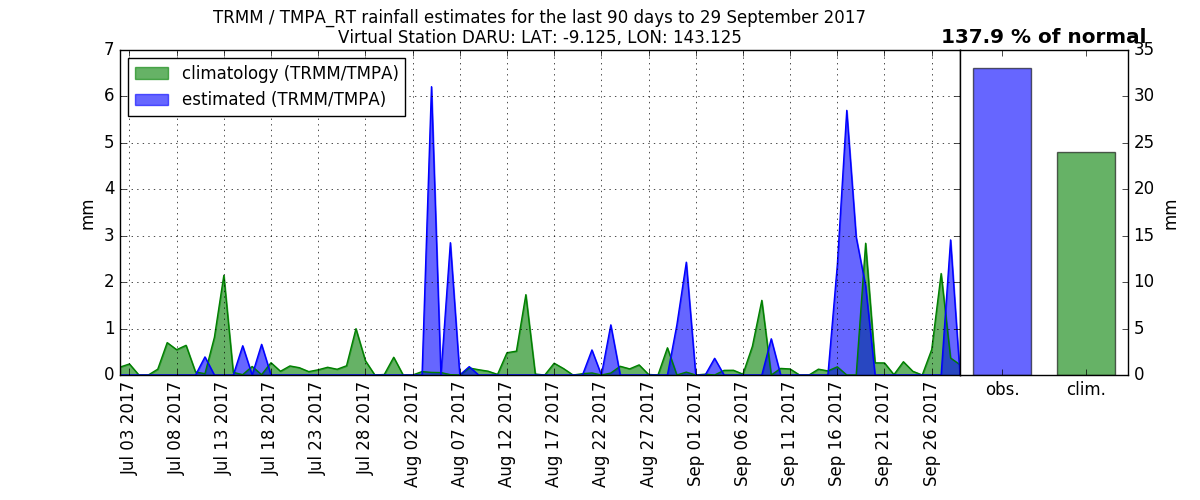 TRMM / TMPA_RT rainfall estimates for the last 90 days to 29 September 2017
Virtual Station DARU: LAT: -9.125, LON: 143.125
137.9 % of normal
climatology (TRMM/TMPA)
estimated (TRMM/TMPA)
7
6
5
4
3
2
1
0
mm
Jul 03 2017
Jul 08 2017
Jul 13 2017
Jul 18 2017
Jul 23 2017
Jul 28 2017
Aug 02 2017
Aug 07 2017
Aug 12 2017
Aug 17 2017
Aug 22 2017
Aug 27 2017
Sep 01 2017
Sep 06 2017
Sep 11 2017
Sep 16 2017
Sep 21 2017
Sep 26 2017
obs.
clim.
35
30
25
20
15
10
5
0
mm